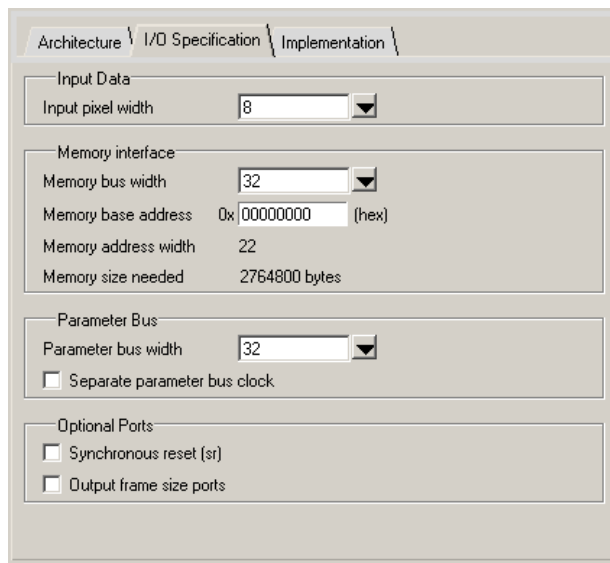 Architecture I/O Specification Implementation
Input Data
Input pixel width 8
Memory interface
Memory bus width 32
Memory base address 0x 00000000 (hex)
Memory address width 22
Memory size needed 2764800 bytes
Parameter Bus
Parameter bus width 32
Separate parameter bus clock
Optional Ports
Synchronous reset (sr)
Output frame size ports